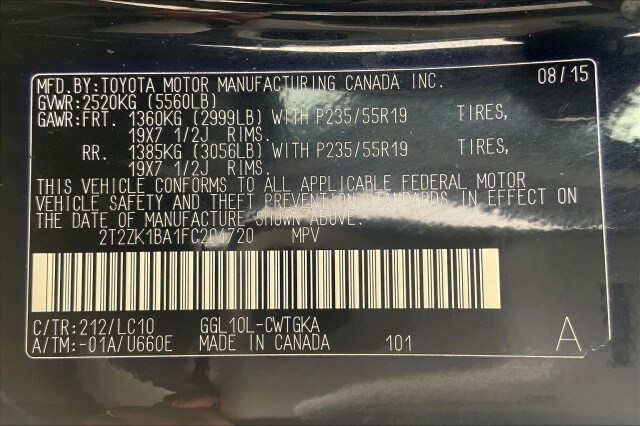 MFD.BY:TOYOTA MOTOR MANUFACTURING CANADA INC. 08/15
GVWR:2520KG (5560LB)
GAWR:FRT. 1360KG (2999LB) WITH P235/55R19 TIRES,
19X7 1/2J RIMS.
RR. 1385KG (3056LB) WITH P235/55R19 TIRES,
19X7 1/2J RIMS.
THIS VEHICLE CONFORMS TO ALL APPLICABLE FEDERAL MOTOR
VEHICLE SAFETY AND THEFT PREVENTION STANDARDS IN EFFECT ON
THE DATE OF MANUFACTURE SHOWN ABOVE.
2T2ZK1BA1FC204720 MPV
C/TR:212/LC10 GGL10L-CWTGKA
A/TM:-01A/U660E MADE IN CANADA 101 A